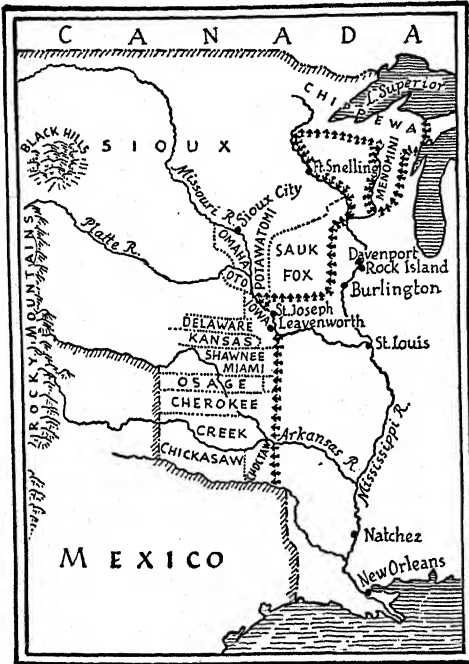 CANADA
L. Superior
CHIPPEWA
BLACK HILLS
SIOUX
Ft. Snelling
MENOMINI
Missouri R.
Sioux City
POTAWATOMI
OMAHA
SAUK
FOX
Platte R.
Davenport
Rock Island
OTO
IOWA
Burlington
ROCKY MOUNTAINS
St. Joseph
DELAWARE
Leavenworth
KANSAS
St. Louis
SHAWNEE
MIAMI
OSAGE
CHEROKEE
CREEK
Arkansas R.
Mississippi R.
CHICKASAW
CHOCTAW
Natchez
MEXICO
New Orleans